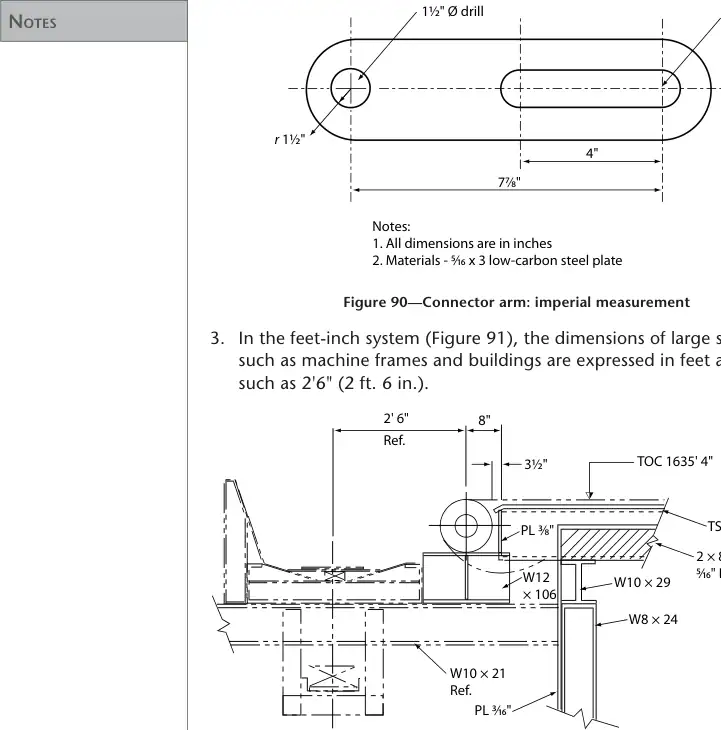 NOTES
1½" Ø drill
r 1½"
4"
7⅞"
Notes:
1. All dimensions are in inches
2. Materials - 5⁄16 x 3 low-carbon steel plate
Figure 90—Connector arm: imperial measurement
3. In the feet-inch system (Figure 91), the dimensions of large s
such as machine frames and buildings are expressed in feet a
such as 2'6" (2 ft. 6 in.).
2' 6"
8"
Ref.
3½"
TOC 1635' 4"
PL ⅜"
TS
2 × 8
5⁄16"
W12
× 106
W10 × 29
W8 × 24
W10 × 21
Ref.
PL 3⁄16"